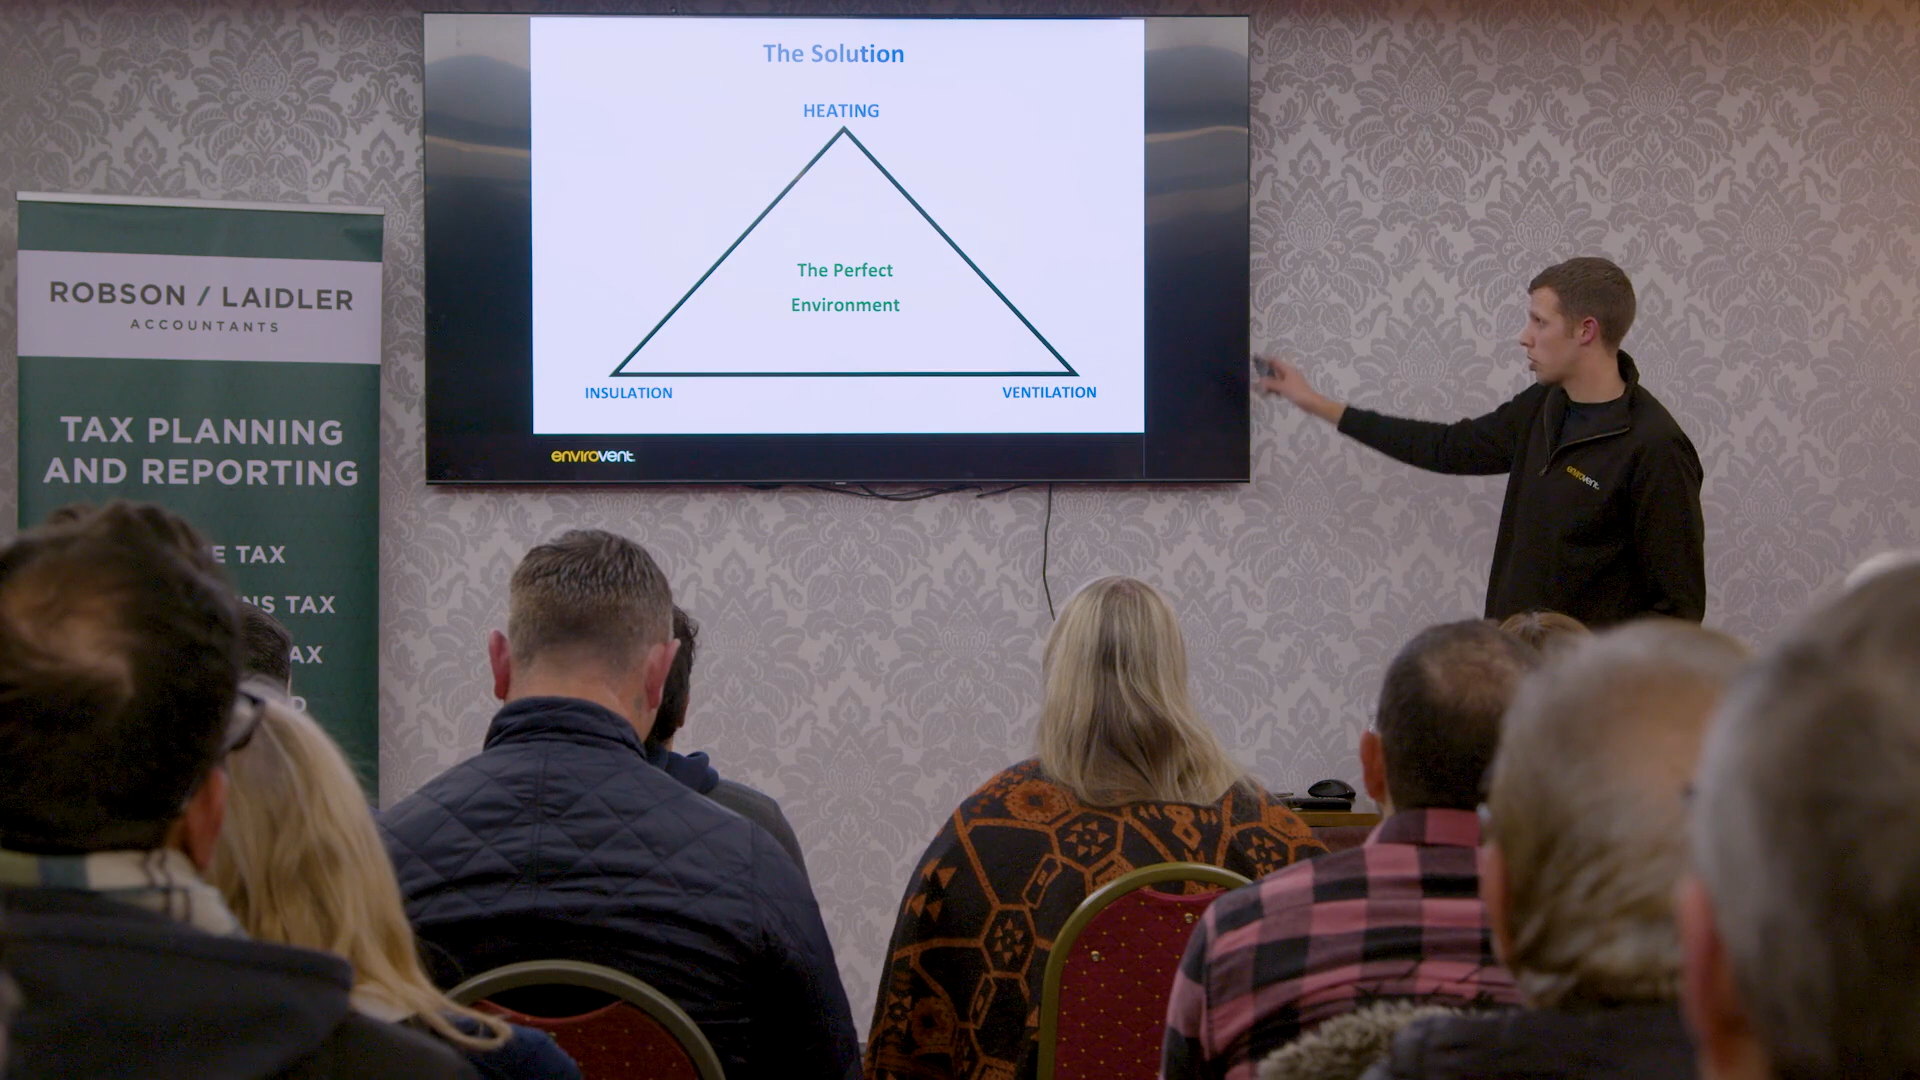 The Solution
HEATING
The Perfect
Environment
INSULATION
VENTILATION
envirovent
ROBSON / LAIDLER
ACCOUNTANTS
TAX PLANNING
AND REPORTING
TAX
TAX
envirovent